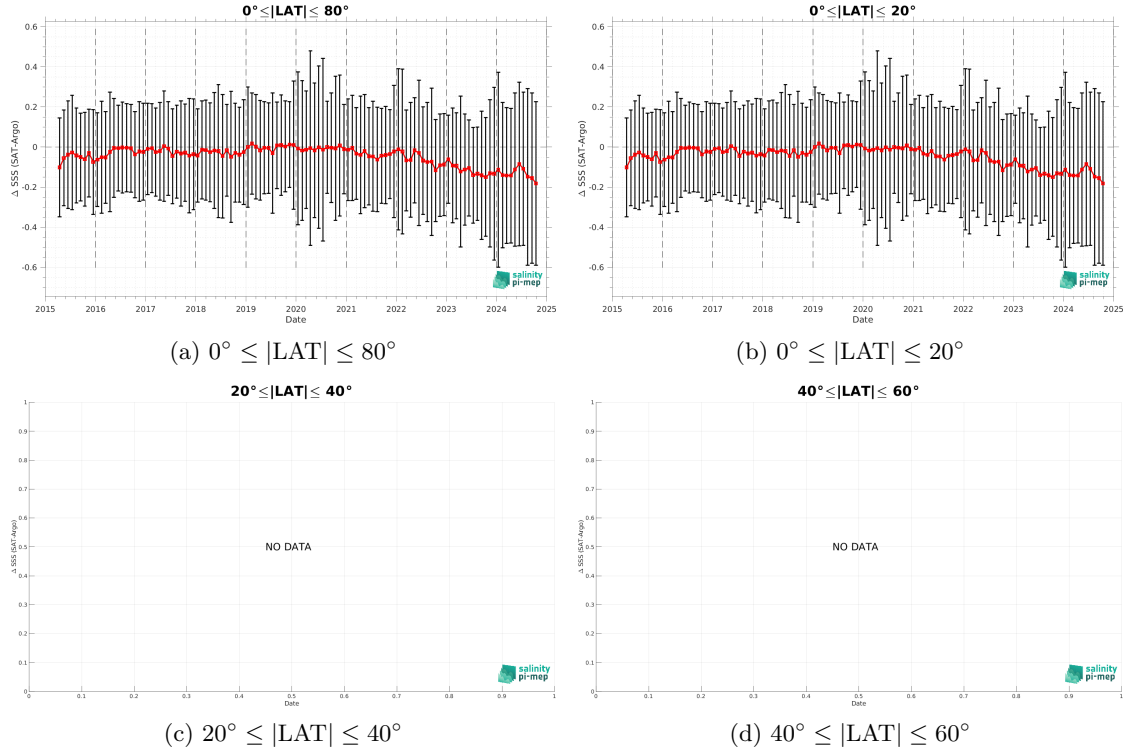 0°≤|LAT|≤ 80°
0.6
0.4
0.2
0
-0.2
-0.4
-0.6
Δ SSS (SAT-Argo)
2015 2016 2017 2018 2019 2020 2021 2022 2023 2024 2025
Date
salinity
pi-mep
(a) 0° ≤ |LAT| ≤ 80°
0°≤|LAT|≤ 20°
0.6
0.4
0.2
0
-0.2
-0.4
-0.6
Δ SSS (SAT-Argo)
2015 2016 2017 2018 2019 2020 2021 2022 2023 2024 2025
Date
salinity
pi-mep
(b) 0° ≤ |LAT| ≤ 20°
20°≤|LAT|≤ 40°
1
0.9
0.8
0.7
0.6
0.5
0.4
0.3
0.2
0.1
0
Δ SSS (SAT-Argo)
NO DATA
0 0.1 0.2 0.3 0.4 0.5 0.6 0.7 0.8 0.9 1
Date
salinity
pi-mep
(c) 20° ≤ |LAT| ≤ 40°
40°≤|LAT|≤ 60°
1
0.9
0.8
0.7
0.6
0.5
0.4
0.3
0.2
0.1
0
Δ SSS (SAT-Argo)
NO DATA
0 0.1 0.2 0.3 0.4 0.5 0.6 0.7 0.8 0.9 1
Date
salinity
pi-mep
(d) 40° ≤ |LAT| ≤ 60°